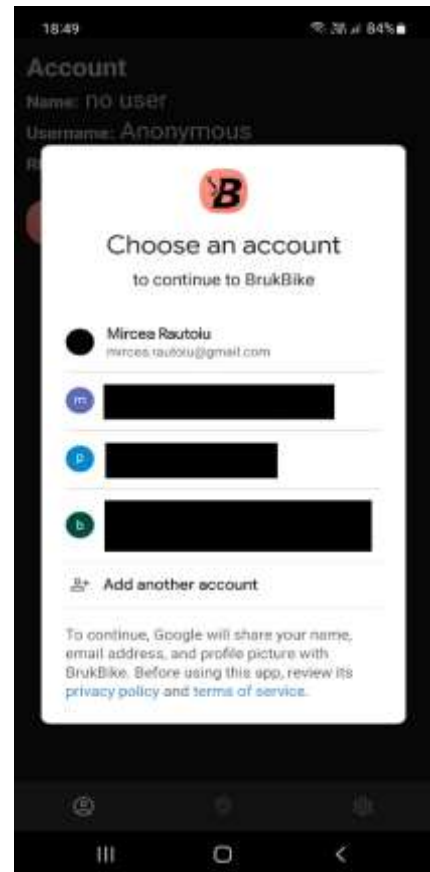 18:49
84%
Account
Name: no user
Username: Anonymous
B
Choose an account
to continue to BrukBike
Mircea Rautoiu
mircea.rautoiu@gmail.com
m
p
b
Add another account
To continue, Google will share your name,
email address, and profile picture with
BrukBike. Before using this app, review its
privacy policy and terms of service.